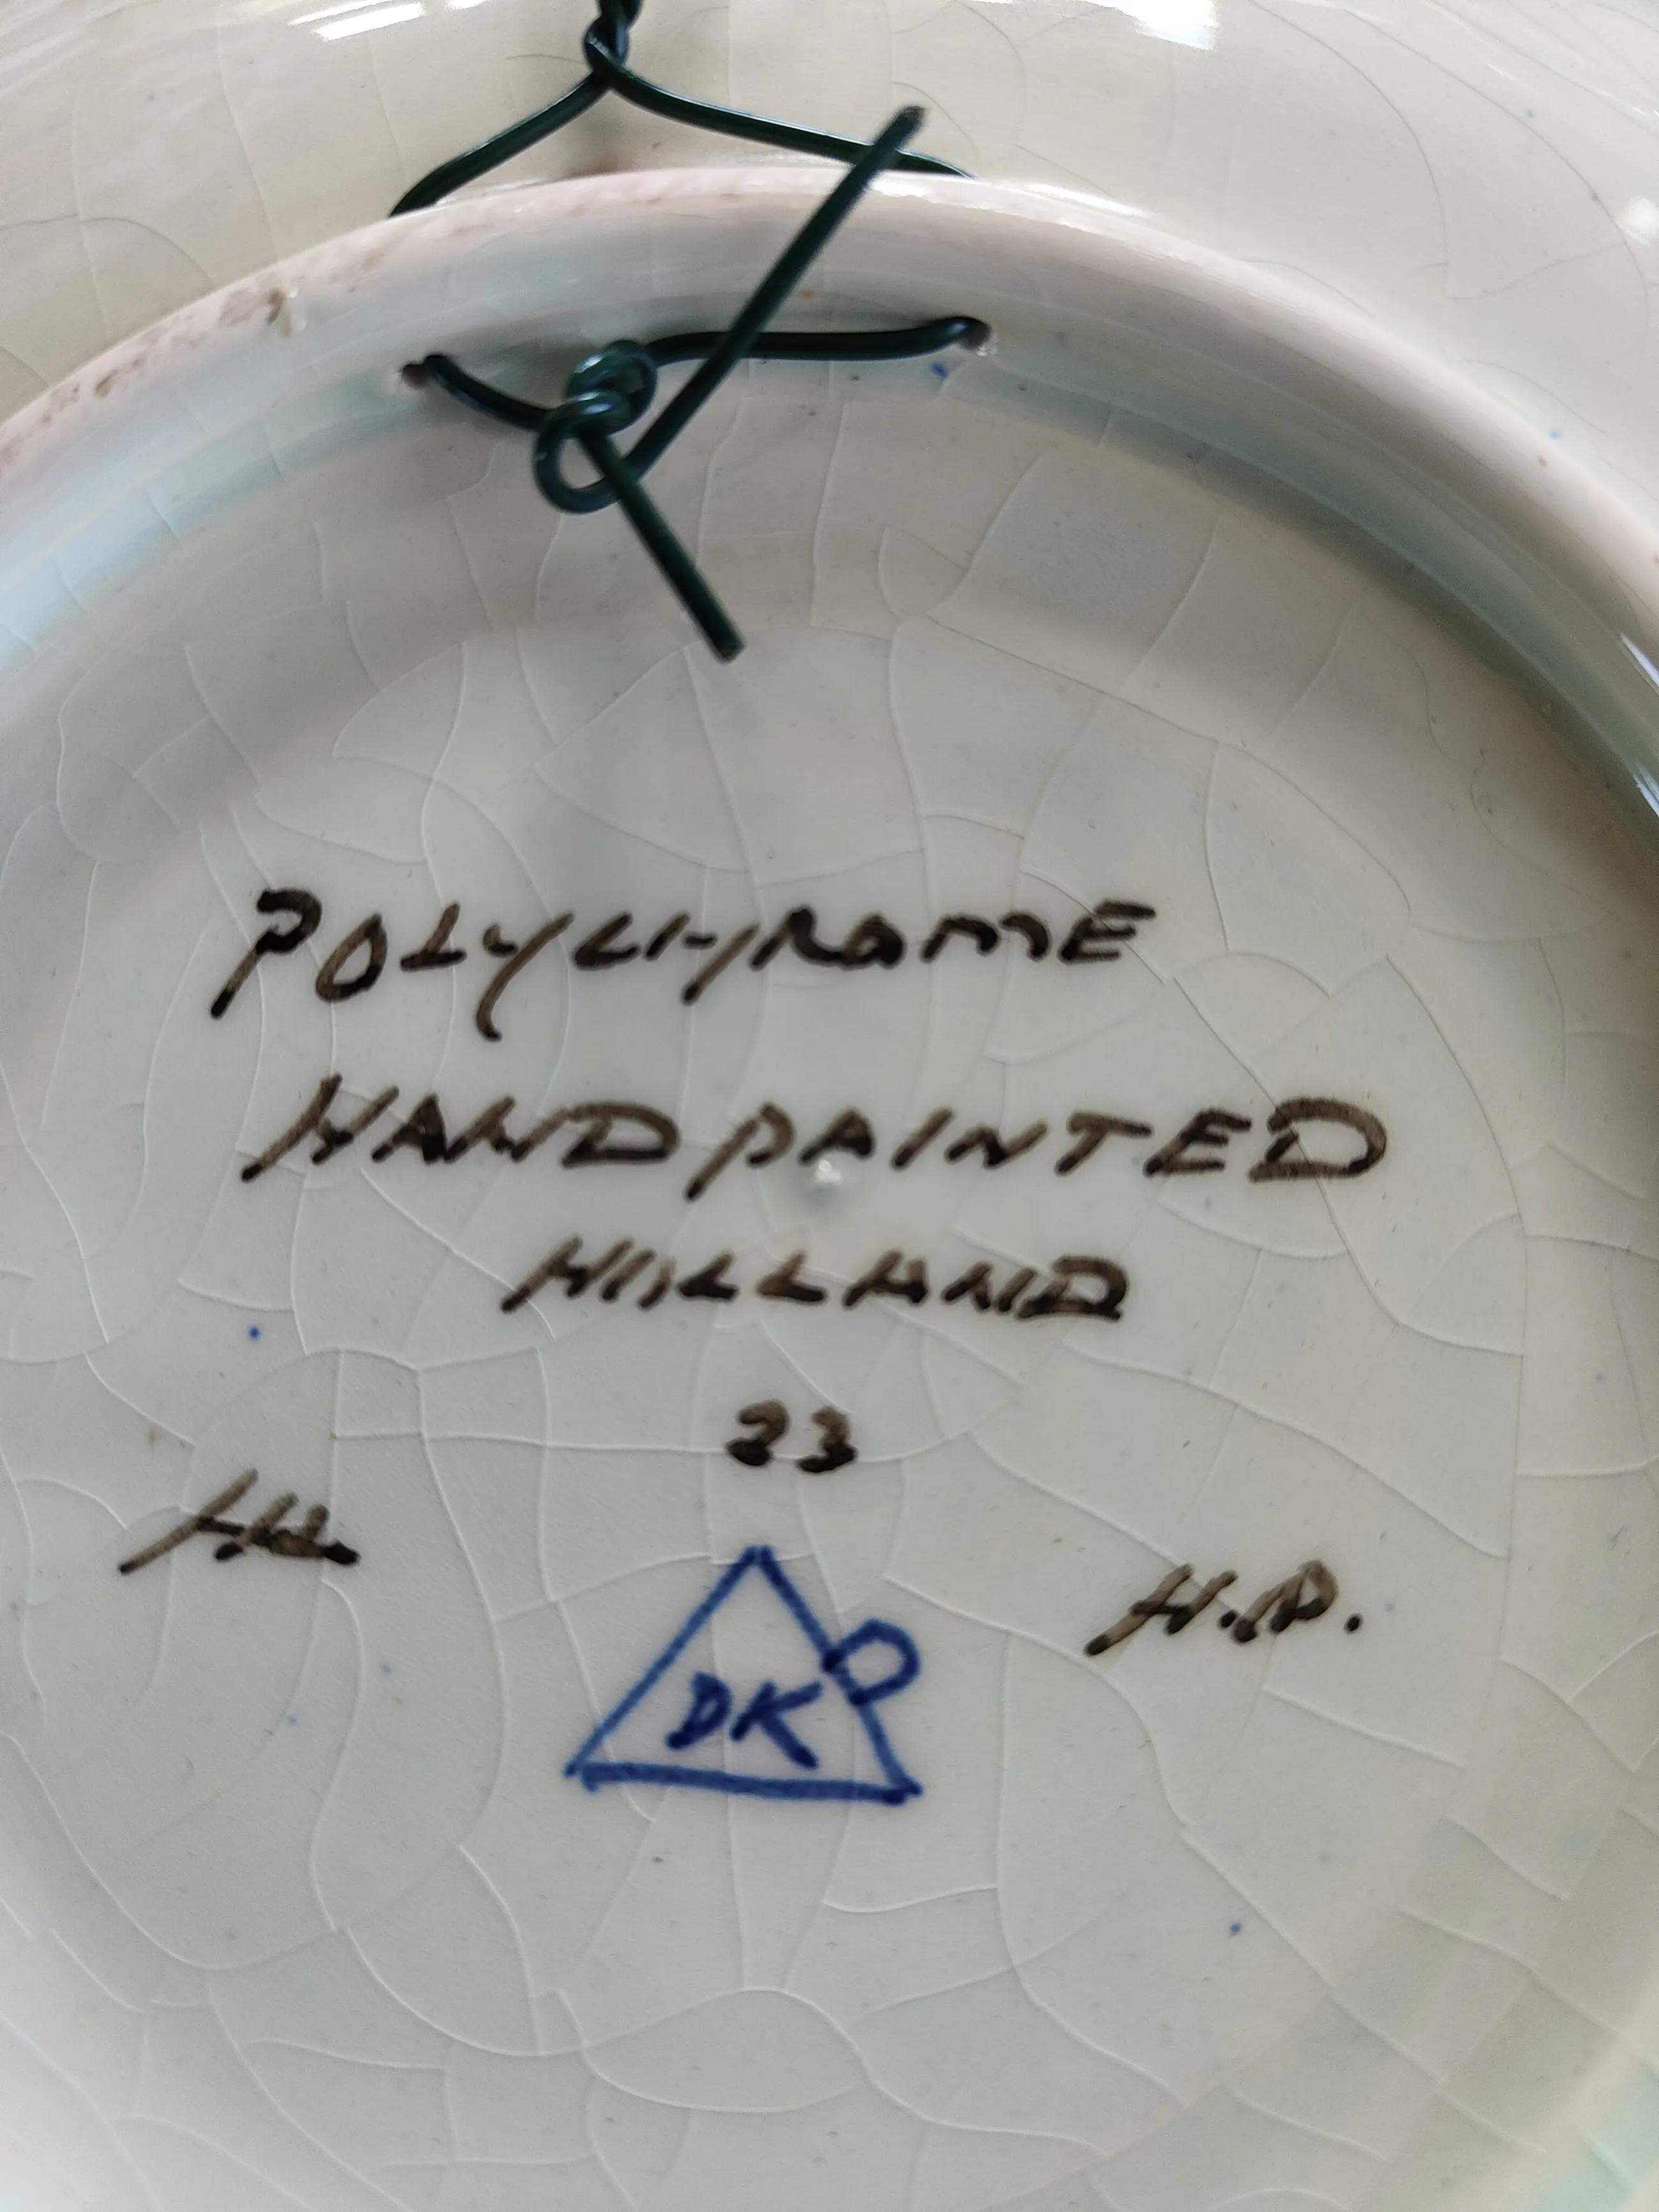 POLYCHROME
HANDPAINTED
HOLLAND
23
H.B.
DK